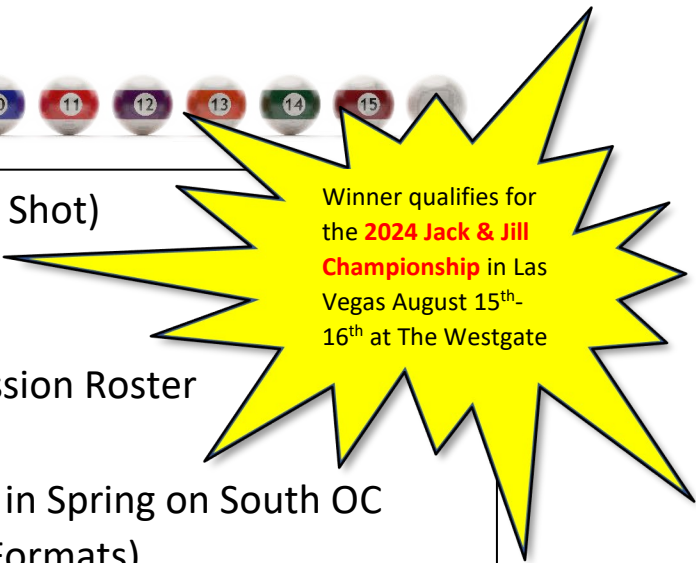 11 12 13 14 15
Shot)
Winner qualifies for
the 2024 Jack & Jill
Championship in Las
Vegas August 15th-
16th at The Westgate
ssion Roster
in Spring on South OC
Formats)